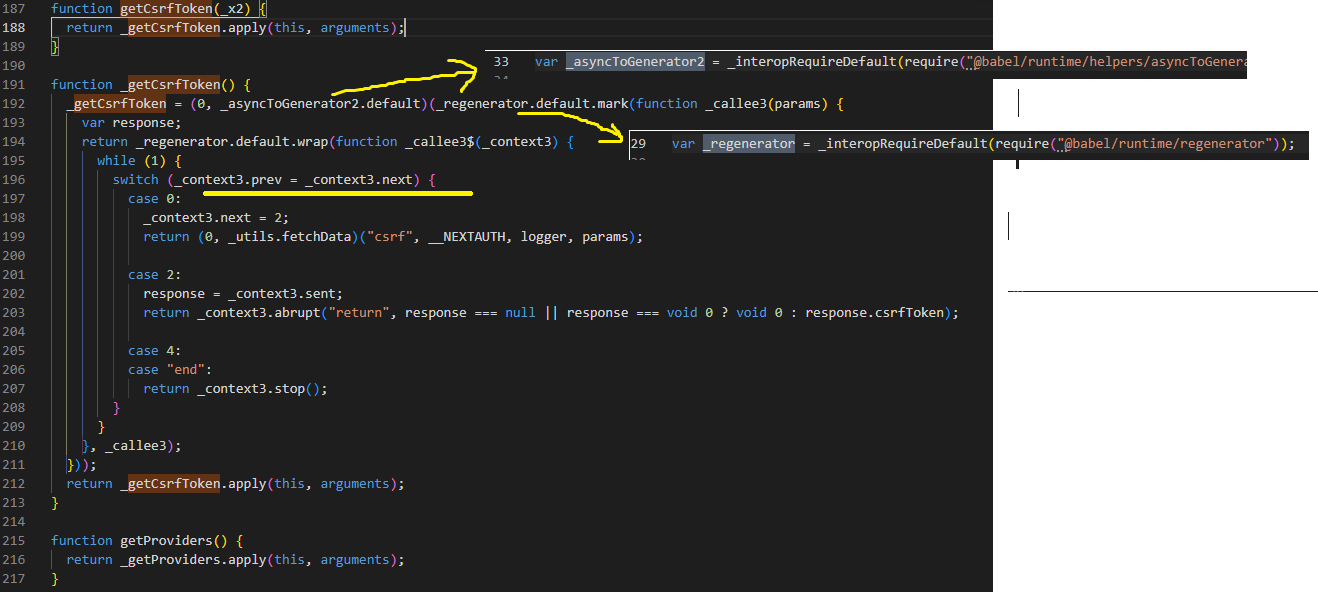 187 function getCsrfToken(_x2) {
188 return _getCsrfToken.apply(this, arguments);
189 }
190
33 var _asyncToGenerator2 = _interopRequireDefault(require("@babel/runtime/helpers/asyncToGenera
191 function _getCsrfToken() {
192 _getCsrfToken = (0, _asyncToGenerator2.default)(_regenerator.default.mark(function _callee3(params) {
193 var response;
194 return _regenerator.default.wrap(function _callee3$(_context3) {
29 var _regenerator = _interopRequireDefault(require("@babel/runtime/regenerator"));
195 while (1) {
196 switch (_context3.prev = _context3.next) {
197 case 0:
198 _context3.next = 2;
199 return (0, _utils.fetchData)("csrf", __NEXTAUTH, logger, params);
200
201 case 2:
202 response = _context3.sent;
203 return _context3.abrupt("return", response === null || response === void 0 ? void 0 : response.csrfToken);
204
205 case 4:
206 case "end":
207 return _context3.stop();
208 }
209 }
210 }, _callee3);
211 }));
212 return _getCsrfToken.apply(this, arguments);
213 }
214
215 function getProviders() {
216 return _getProviders.apply(this, arguments);
217 }